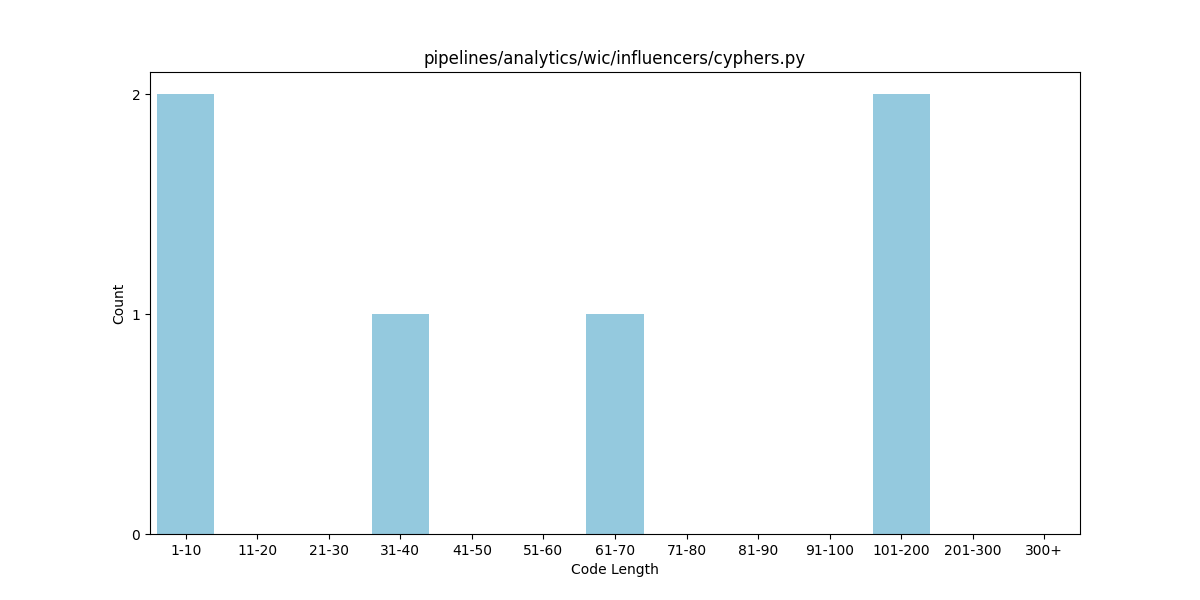 pipelines/analytics/wic/influencers/cyphers.py
Count
2
1
0
1-10 11-20 21-30 31-40 41-50 51-60 61-70 71-80 81-90 91-100 101-200 201-300 300+
Code Length